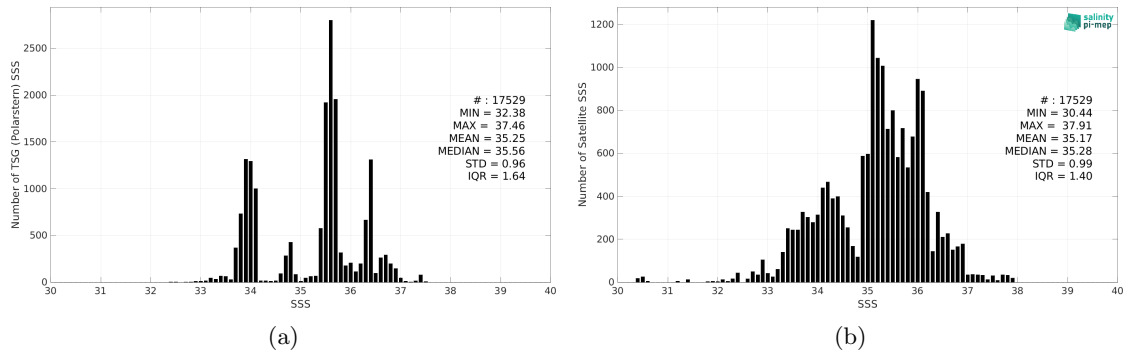 Number of TSG (Polarstern) SSS
2500
2000
1500
1000
500
0
30 31 32 33 34 35 36 37 38 39 40
SSS
# : 17529
MIN = 32.38
MAX = 37.46
MEAN = 35.25
MEDIAN = 35.56
STD = 0.96
IQR = 1.64
(a)
Number of Satellite SSS
1200
1000
800
600
400
200
0
30 31 32 33 34 35 36 37 38 39 40
SSS
salinity
pi-mep
# : 17529
MIN = 30.44
MAX = 37.91
MEAN = 35.17
MEDIAN = 35.28
STD = 0.99
IQR = 1.40
(b)